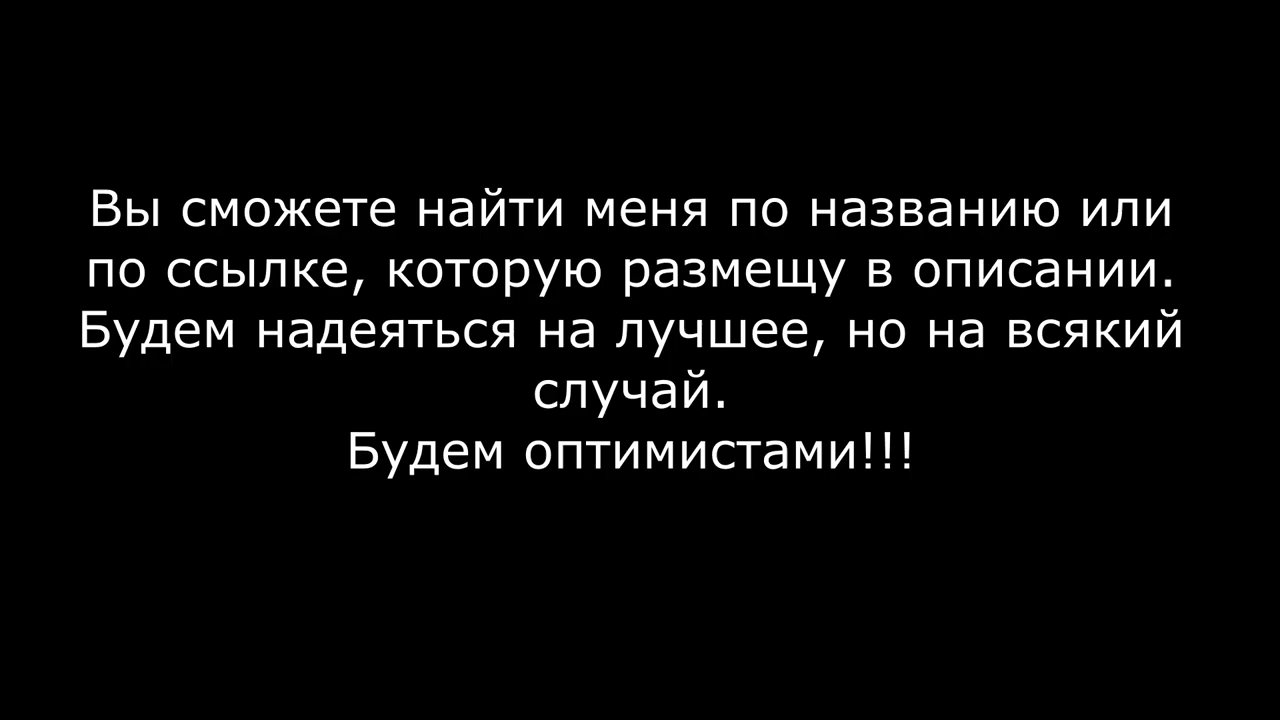 Вы сможете найти меня по названию или
по ссылке, которую размещу в описании.
Будем надеяться на лучшее, но на всякий
случай.
Будем оптимистами!!!